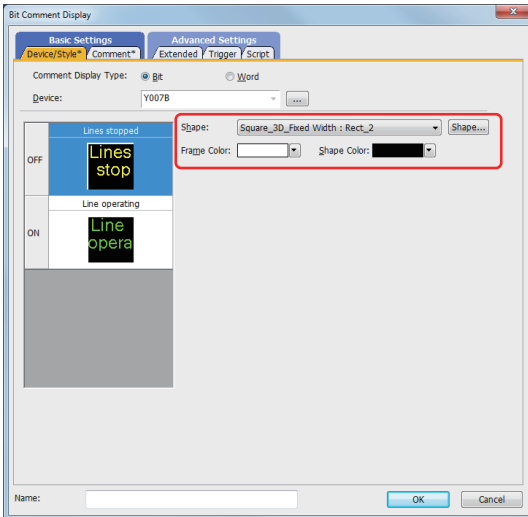 Bit Comment Display
Basic Settings
Advanced Settings
Device/Style*
Comment*
Extended
Trigger
Script
Comment Display Type:
Bit
Word
Device:
Y007B
...
Lines stopped
OFF
Lines
stop
Line operating
ON
Line
opera
Shape:
Square_3D_Fixed Width : Rect_2
Shape...
Frame Color:
Shape Color:
Name:
OK
Cancel